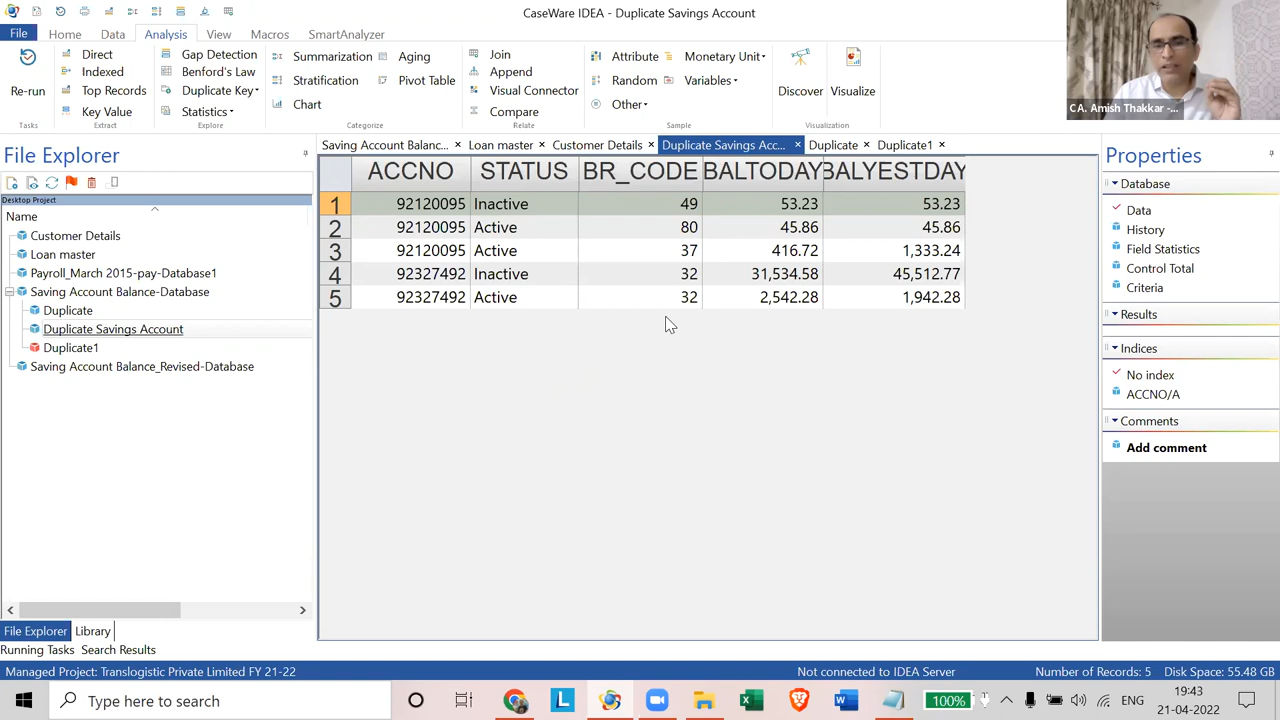 CaseWare IDEA - Duplicate Savings Account
File Home Data Analysis View Macros SmartAnalyzer
Re-run
Tasks
Direct
Indexed
Top Records
Key Value
Extract
Gap Detection
Benford's Law
Duplicate Key
Statistics
Explore
Summarization
Stratification
Chart
Aging
Pivot Table
Categorize
Join
Append
Visual Connector
Compare
Relate
Attribute
Random
Other
Monetary Unit
Variables
Sample
Discover
Visualize
Visualization
CA. Amish Thakkar -...
File Explorer
Desktop Project
Name
Customer Details
Loan master
Payroll_March 2015-pay-Database1
Saving Account Balance-Database
Duplicate
Duplicate Savings Account
Duplicate1
Saving Account Balance_Revised-Database
File Explorer Library
Running Tasks Search Results
Saving Account Balanc... × Loan master × Customer Details × Duplicate Savings Acc... × Duplicate × Duplicate1 ×
ACCNO STATUS BR_CODE BALTODAY BALYESTDAY
1 92120095 Inactive 49 53.23 53.23
2 92120095 Active 80 45.86 45.86
3 92120095 Active 37 416.72 1,333.24
4 92327492 Inactive 32 31,534.58 45,512.77
5 92327492 Active 32 2,542.28 1,942.28
Properties
Database
Data
History
Field Statistics
Control Total
Criteria
Results
Indices
No index
ACCNO/A
Comments
Add comment
Managed Project: Translogistic Private Limited FY 21-22 Not connected to IDEA Server Number of Records: 5 Disk Space: 55.48 GB
Type here to search
100%
ENG
19:43
21-04-2022